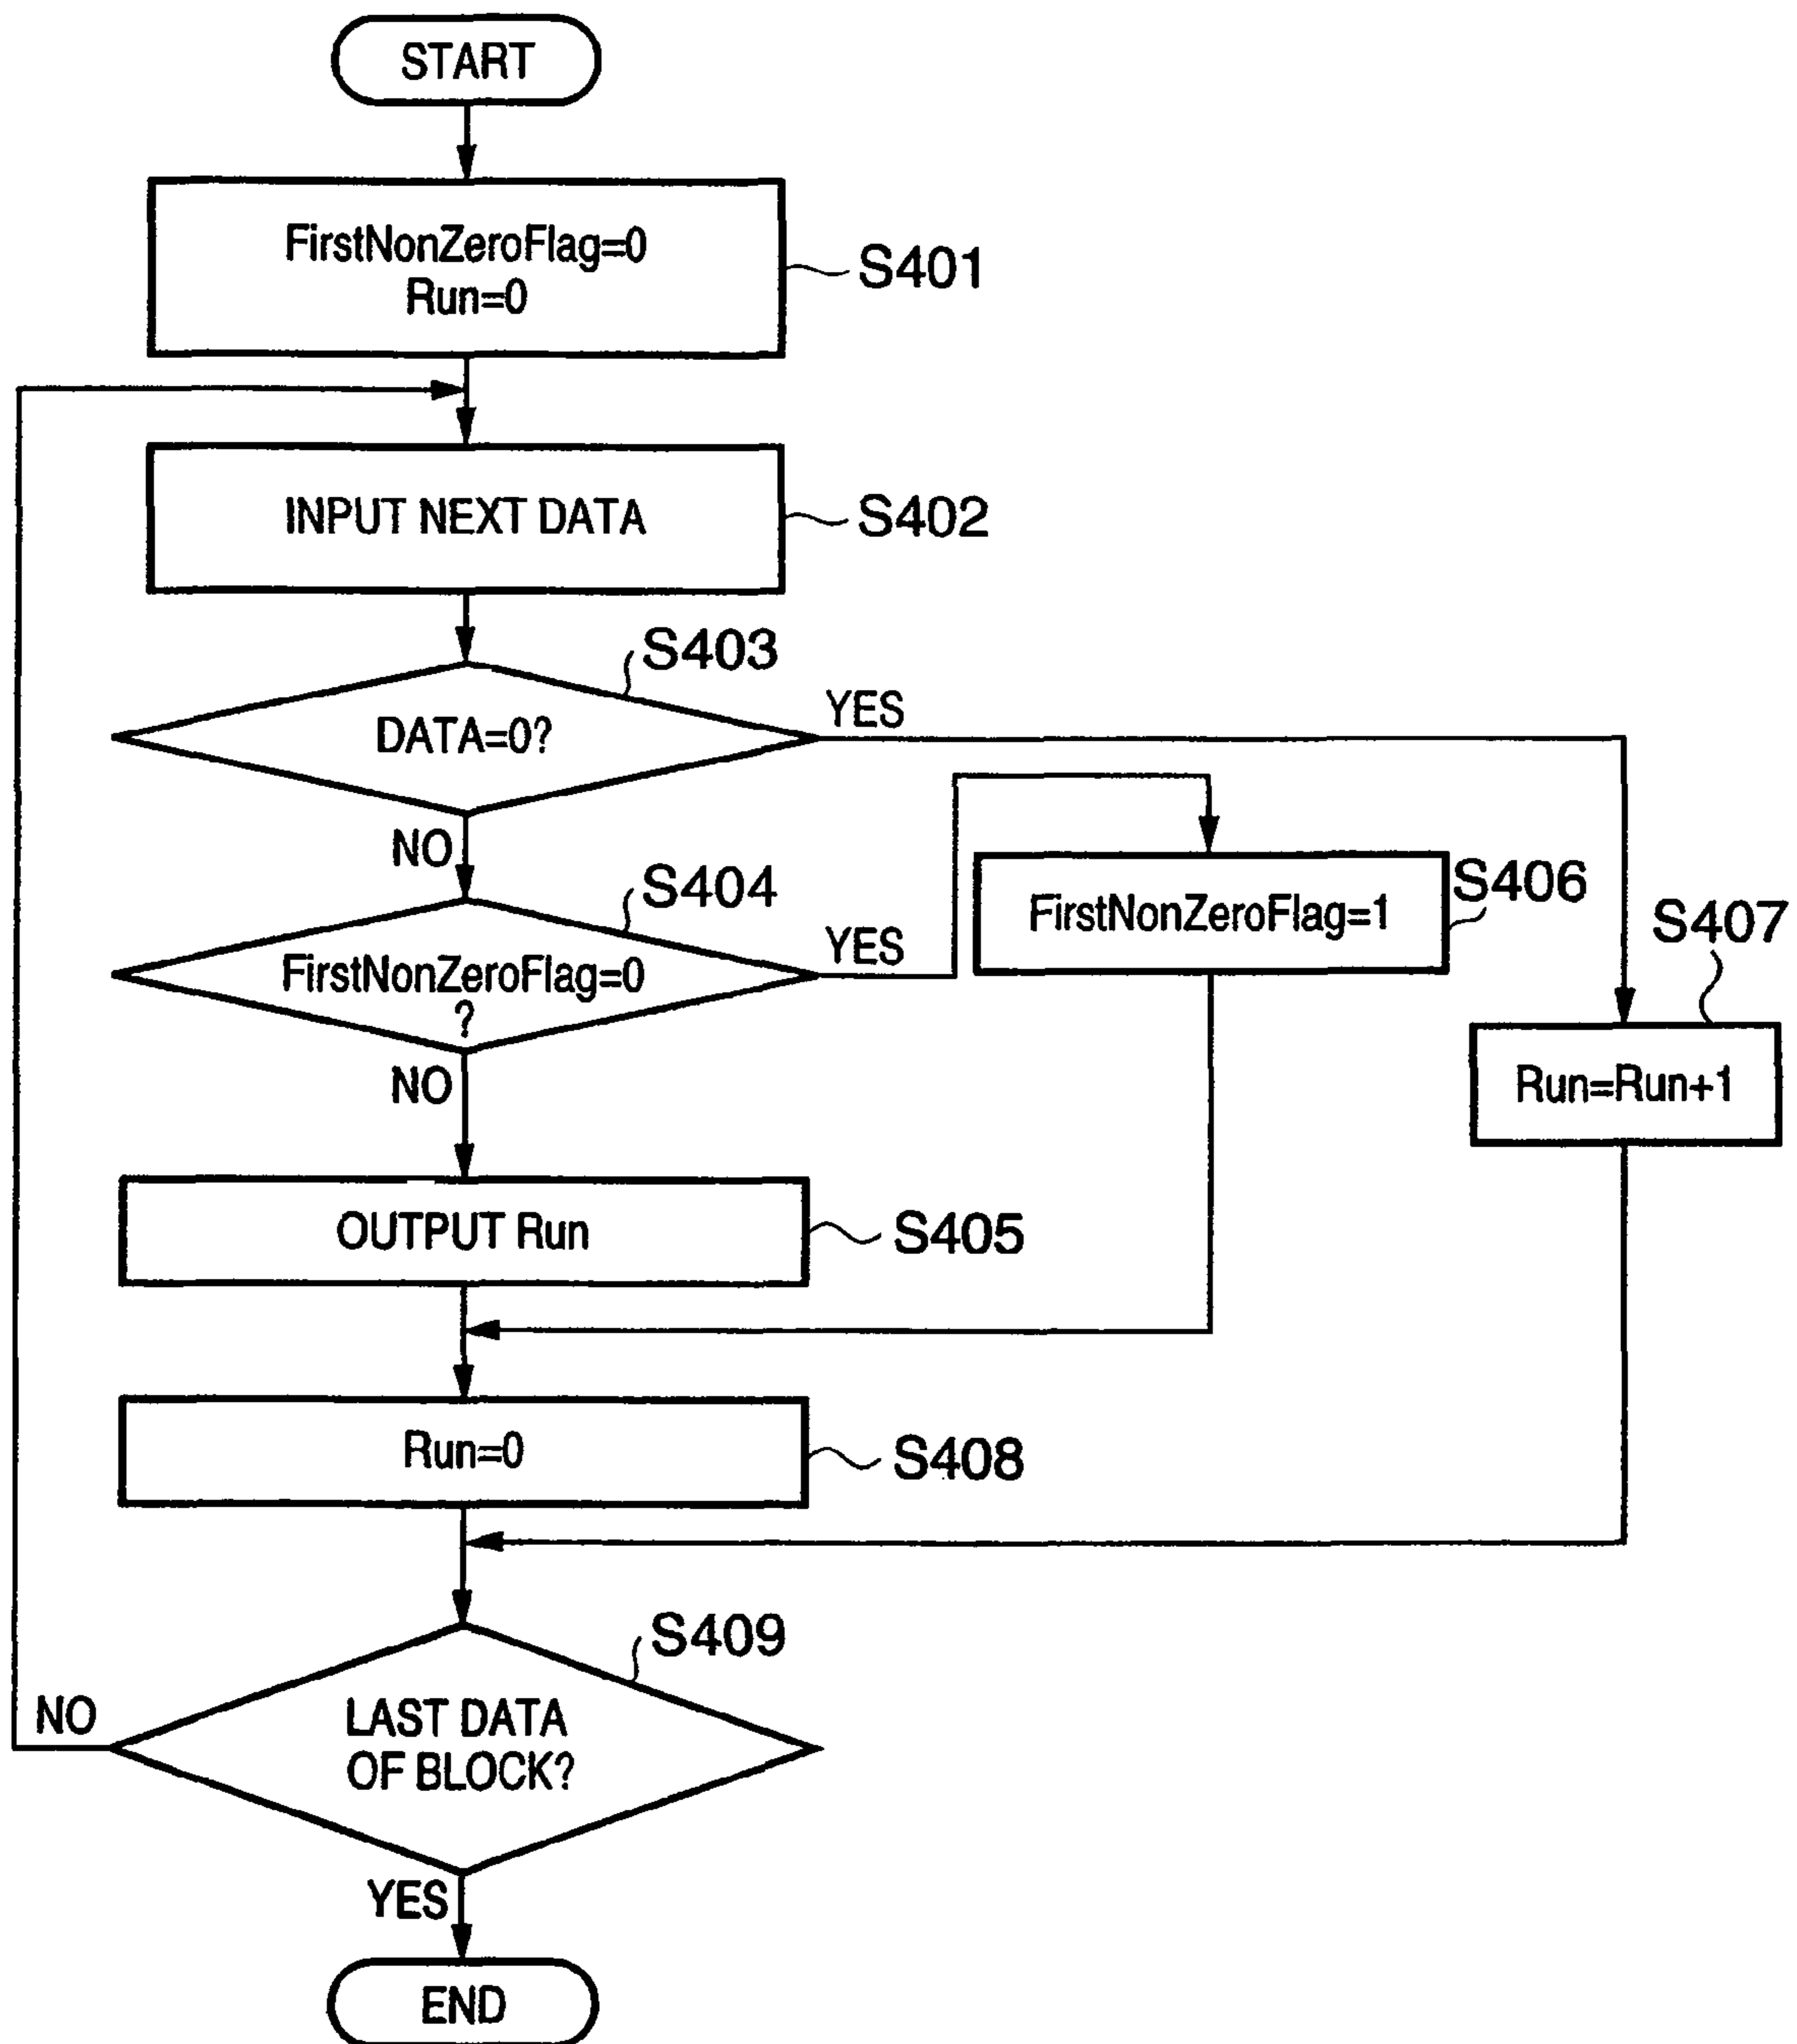 START
FirstNonZeroFlag=0
Run=0
S401
INPUT NEXT DATA
S402
S403
DATA=0?
YES
NO
S404
FirstNonZeroFlag=0
?
YES
NO
FirstNonZeroFlag=1
S406
S407
Run=Run+1
OUTPUT Run
S405
Run=0
S408
S409
LAST DATA
OF BLOCK?
NO
YES
END